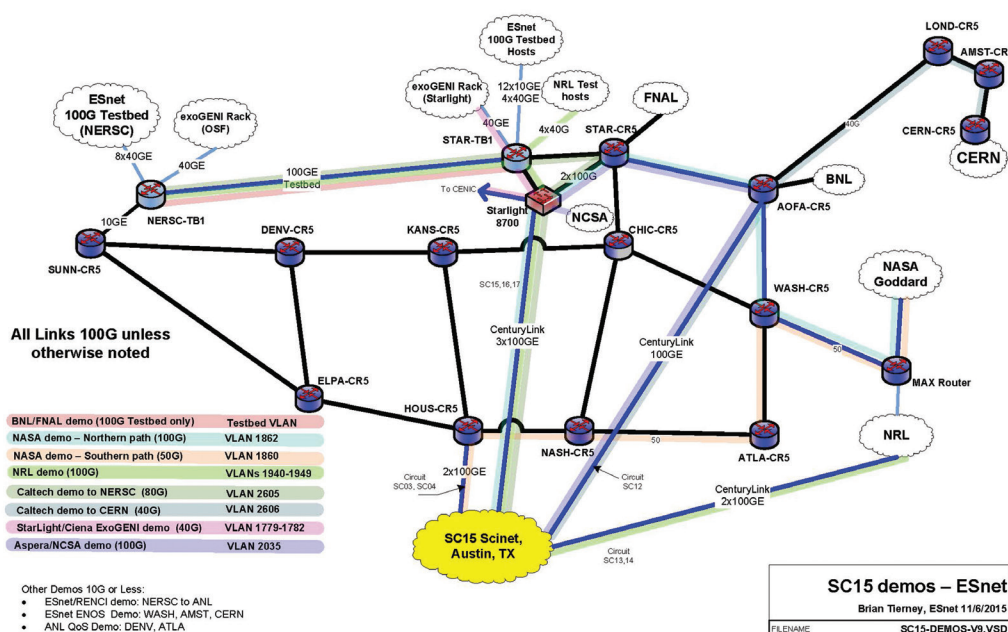 LOND-CR5
AMST-CR
ESnet
100G Testbed
Hosts
exoGENI Rack
(Starlight)
12x10GE
4x40GE
NRL Test
hosts
FNAL
ESnet
100G Testbed
(NERSC)
exoGENI Rack
(OSF)
40GE
4x40G
STAR-TB1
STAR-CR5
40G
CERN-CR5
CERN
8x40GE
40GE
100GE
Testbed
2x100G
BNL
To CENIC
AOFA-CR5
NERSC-TB1
Starlight
8700
NCSA
10GE
DENV-CR5
KANS-CR5
CHIC-CR5
SUNN-CR5
NASA
Goddard
SC15,16,17
WASH-CR5
All Links 100G unless
otherwise noted
CenturyLink
3x100GE
CenturyLink
100GE
50
MAX Router
ELPA-CR5
HOUS-CR5
NASH-CR5
50
ATLA-CR5
NRL
BNL/FNAL demo (100G Testbed only) Testbed VLAN
NASA demo – Northern path (100G) VLAN 1862
NASA demo – Southern path (50G) VLAN 1860
NRL demo (100G) VLANs 1940-1949
Caltech demo to NERSC (80G) VLAN 2605
Caltech demo to CERN (40G) VLAN 2606
StarLight/Ciena ExoGENI demo (40G) VLAN 1779-1782
Aspera/NCSA demo (100G) VLAN 2035
2x100GE
Circuit
SC03, SC04
Circuit
SC12
CenturyLink
2x100GE
SC15 Scinet,
Austin, TX
Circuit
SC13,14
Other Demos 10G or Less:
• ESnet/RENCI demo: NERSC to ANL
• ESnet ENOS Demo: WASH, AMST, CERN
• ANL QoS Demo: DENV, ATLA
SC15 demos – ESnet
Brian Tierney, ESnet 11/6/2015
FILENAME SC15-DEMOS-V9.VSD